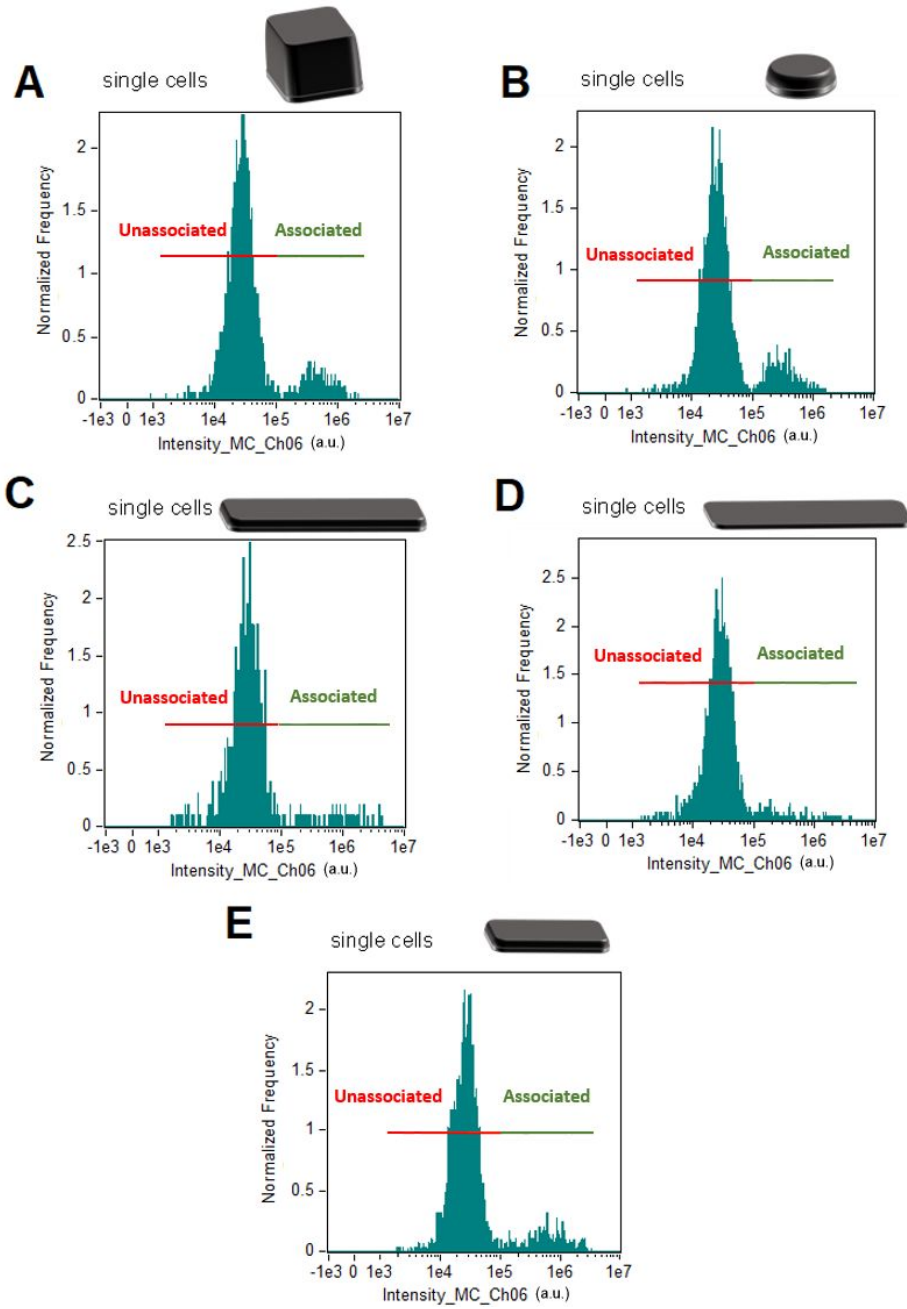 A
single cells
Normalized Frequency
2
1.5
1
0.5
0
Unassociated
Associated
-1e3 0 1e3 1e4 1e5 1e6 1e7
Intensity_MC_Ch06 (a.u.)
B
single cells
Normalized Frequency
2
1.5
1
0.5
0
Unassociated
Associated
-1e3 0 1e3 1e4 1e5 1e6 1e7
Intensity_MC_Ch06 (a.u.)
C
single cells
Normalized Frequency
2.5
2
1.5
1
0.5
0
Unassociated
Associated
-1e3 0 1e3 1e4 1e5 1e6 1e7
Intensity_MC_Ch06 (a.u.)
D
single cells
Normalized Frequency
2.5
2
1.5
1
0.5
0
Unassociated
Associated
-1e3 0 1e3 1e4 1e5 1e6 1e7
Intensity_MC_Ch06 (a.u.)
E
single cells
Normalized Frequency
2
1.5
1
0.5
0
Unassociated
Associated
-1e3 0 1e3 1e4 1e5 1e6 1e7
Intensity_MC_Ch06 (a.u.)